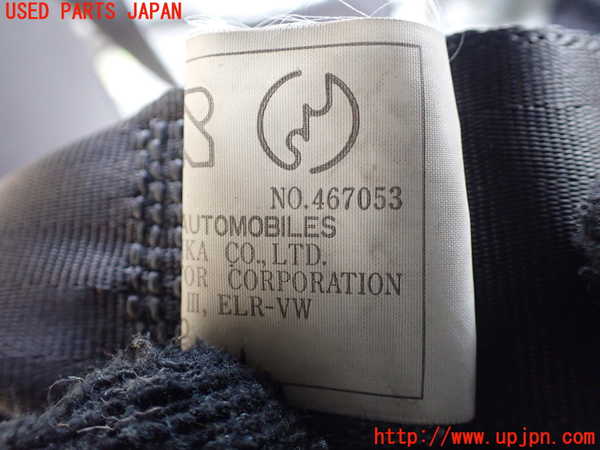 USED PARTS JAPAN
NO.467053
AUTOMOBILES
KA CO., LTD.
OR CORPORATION
III, ELR-VW
http://www.upjpn.com/